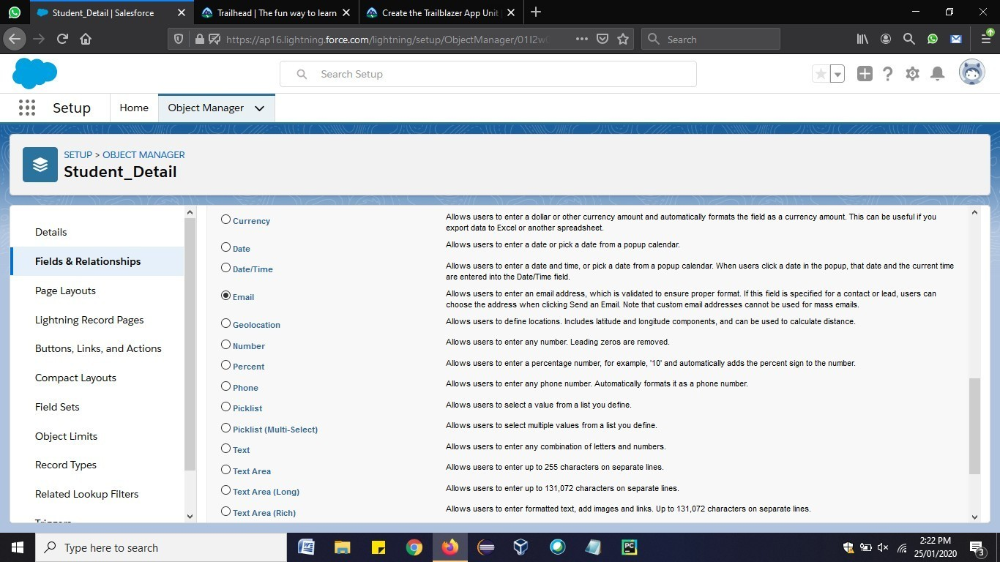 Student_Detail | Salesforce
Trailhead | The fun way to learn
Create the Trailblazer App Unit
https://ap16.lightning.force.com/lightning/setup/ObjectManager/01I2w
Search
Search Setup
Setup
Home
Object Manager
SETUP > OBJECT MANAGER
Student_Detail
Details
Fields & Relationships
Page Layouts
Lightning Record Pages
Buttons, Links, and Actions
Compact Layouts
Field Sets
Object Limits
Record Types
Related Lookup Filters
Triggers
Currency
Allows users to enter a dollar or other currency amount and automatically formats the field as a currency amount. This can be useful if you
export data to Excel or another spreadsheet.
Date
Allows users to enter a date or pick a date from a popup calendar.
Date/Time
Allows users to enter a date and time, or pick a date from a popup calendar. When users click a date in the popup, that date and the current time
are entered into the Date/Time field.
Email
Allows users to enter an email address, which is validated to ensure proper format. If this field is specified for a contact or lead, users can
choose the address when clicking Send an Email. Note that custom email addresses cannot be used for mass emails.
Geolocation
Allows users to define locations. Includes latitude and longitude components, and can be used to calculate distance.
Number
Allows users to enter any number. Leading zeros are removed.
Percent
Allows users to enter a percentage number, for example, '10' and automatically adds the percent sign to the number.
Phone
Allows users to enter any phone number. Automatically formats it as a phone number.
Picklist
Allows users to select a value from a list you define.
Picklist (Multi-Select)
Allows users to select multiple values from a list you define.
Text
Allows users to enter any combination of letters and numbers.
Text Area
Allows users to enter up to 255 characters on separate lines.
Text Area (Long)
Allows users to enter up to 131,072 characters on separate lines.
Text Area (Rich)
Allows users to enter formatted text, add images and links. Up to 131,072 characters on separate lines.
Type here to search
PC
2:22 PM
25/01/2020
3